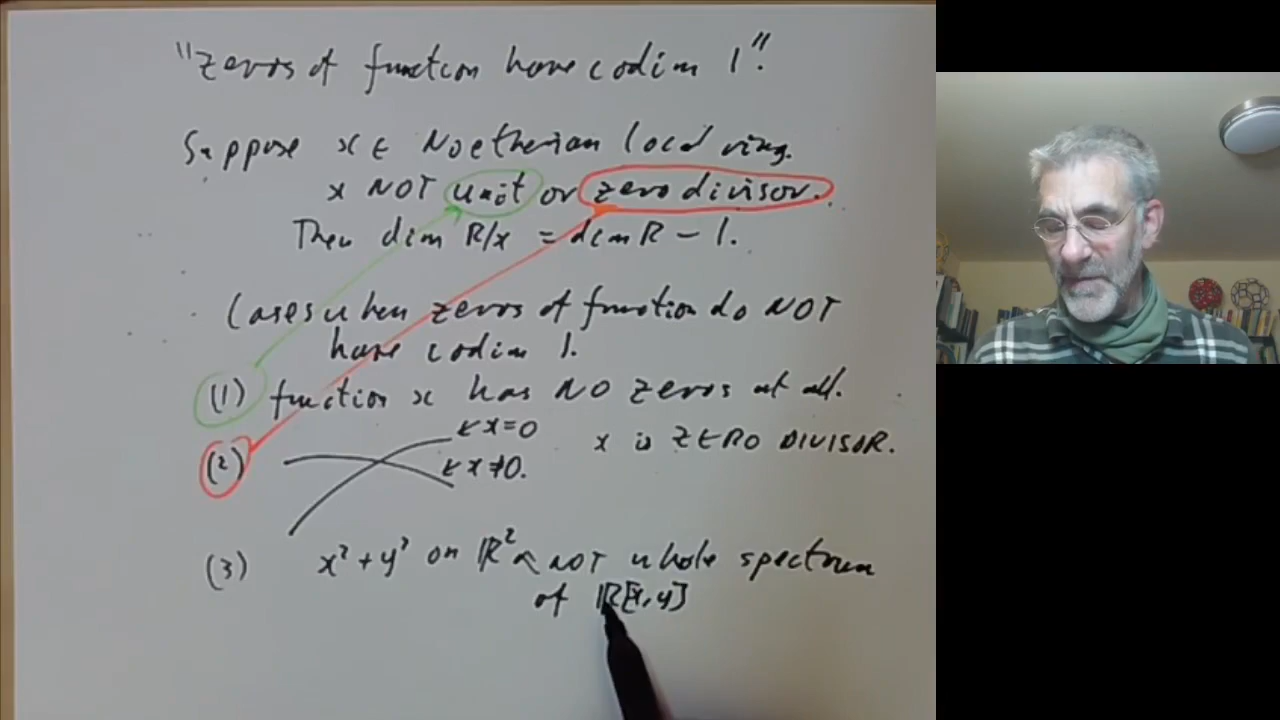 "Zeros of function have codim 1".
Suppose x ∈ Noetherian local ring.
x NOT unit or zero divisor.
Then dim R/x = dim R - 1.
Cases when zeros of function do NOT
have codim 1.
(1) function x has NO zeros at all.
(2) ← x=0 x is ZERO DIVISOR.
← x≠0.
(3) x²+y² on ℝ² ← NOT whole spectrum
of ℝ[x,y]